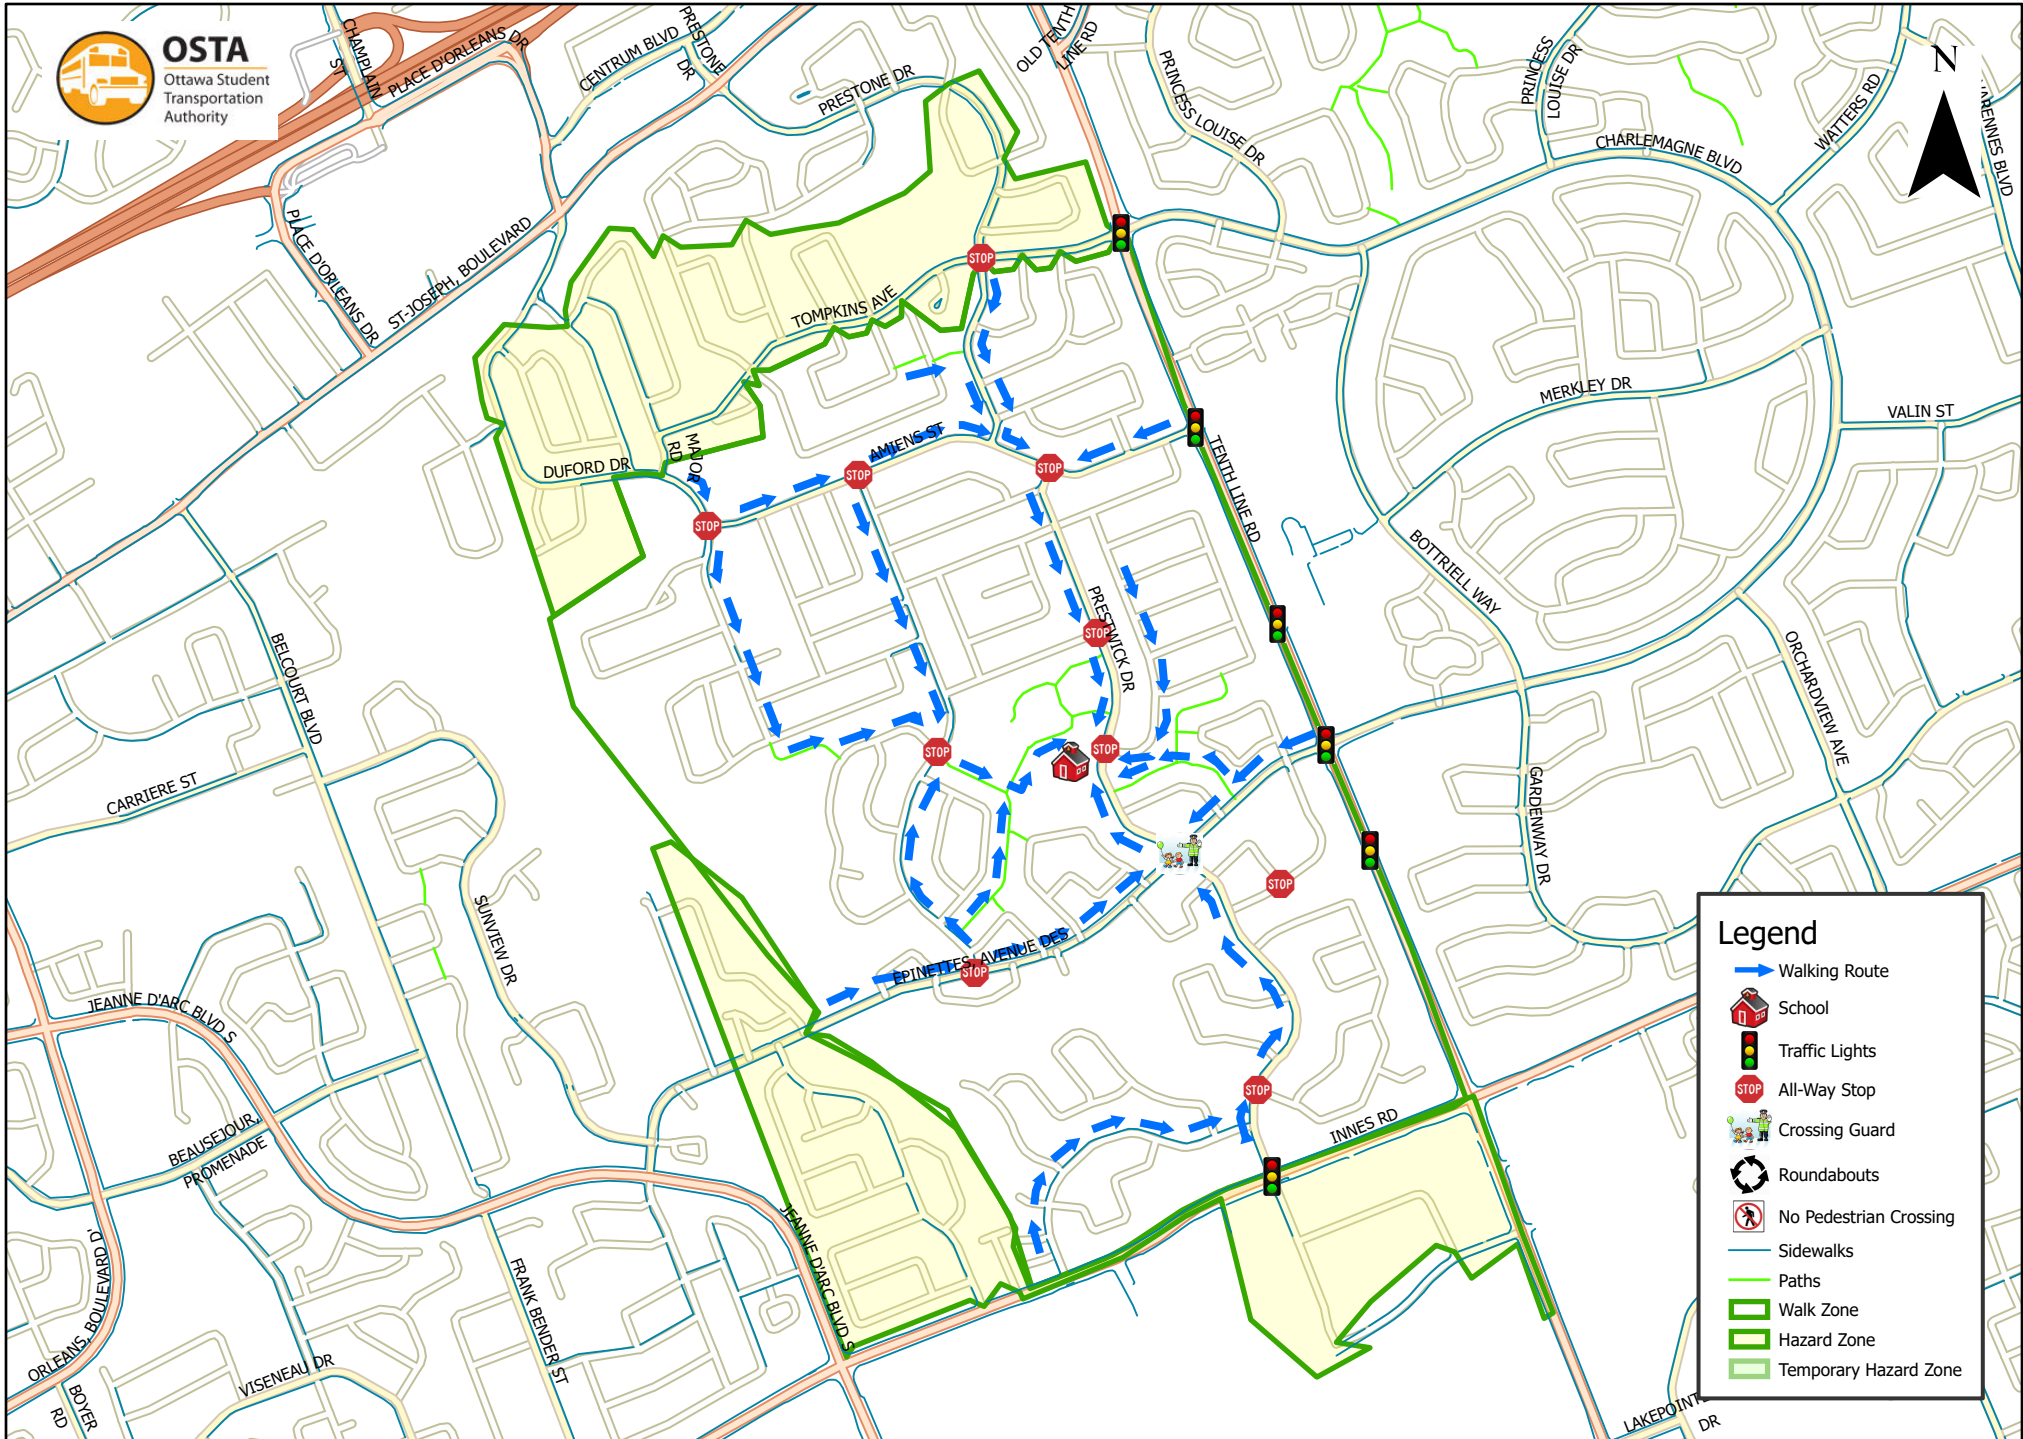 OSTA
Ottawa Student
Transportation
Authority
CHAMPLAIN
ST
PLACE D'ORLEANS DR
CENTRUM BLVD
PRESTONE
DR
PRESTONE DR
OLD TENTH
LINE RD
PRINCESS LOUISE DR
PRINCESS
LOUISE DR
WATTERS RD
CHARLEMAGNE BLVD
N
PLACE D'ORLEANS DR
ST-JOSEPH, BOULEVARD
TOMPKINS AVE
STOP
MERKLEY DR
VALIN ST
AMIENS ST
MAJOR
RD
DUFORD DR
STOP
STOP
STOP
TENTH LINE RD
BOTTRIELL WAY
PRESTWICK DR
STOP
BELCOURT BLVD
ORCHARDVIEW AVE
STOP
STOP
CARRIERE ST
GARDENWAY DR
STOP
SUNVIEW DR
EPINETTES, AVENUE DES
STOP
JEANNE D'ARC BLVD S
BEAUSEJOUR,
PROMENADE
STOP
INNES RD
JEANNE D'ARC BLVD S
ORLEANS, BOULEVARD D'
FRANK BENDER ST
VISENEAU DR
BOYER
RD
LAKEPOINTE
DR
Legend
Walking Route
School
Traffic Lights
STOP
All-Way Stop
Crossing Guard
Roundabouts
No Pedestrian Crossing
Sidewalks
Paths
Walk Zone
Hazard Zone
Temporary Hazard Zone